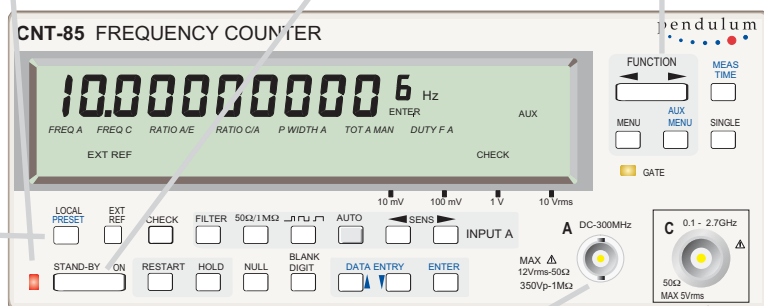 CNT-85 FREQUENCY COUNTER
pendulum
10.000000000 6 Hz
ENTER
AUX
FREQ A FREQ C RATIO A/E RATIO C/A P WIDTH A TOT A MAN DUTY F A
EXT REF
CHECK
FUNCTION
MEAS
TIME
MENU
AUX
MENU
SINGLE
GATE
10 mV 100 mV 1 V 10 Vrms
LOCAL
PRESET
EXT
REF
CHECK
FILTER
50Ω/1MΩ
AUTO
SENS
INPUT A
STAND-BY ON
RESTART
HOLD
NULL
BLANK
DIGIT
DATA ENTRY
ENTER
A DC-300MHz
MAX
12Vrms-50Ω
350Vp-1MΩ
C 0.1 - 2.7GHz
50Ω
MAX 5Vrms